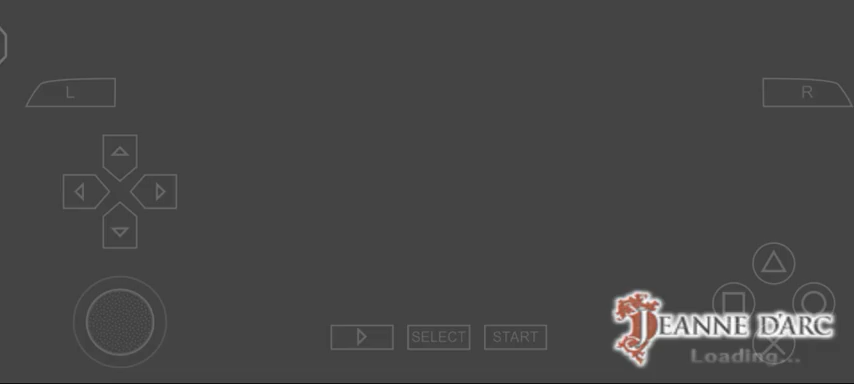 L
R
SELECT
START
JEANNE D'ARC
Loading...